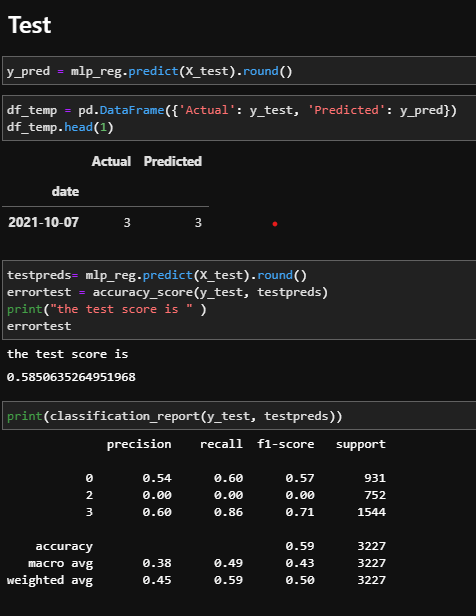 Test
y_pred = mlp_reg.predict(X_test).round()
df_temp = pd.DataFrame({'Actual': y_test, 'Predicted': y_pred})
df_temp.head(1)
Actual Predicted
date
2021-10-07 3 3
testpreds= mlp_reg.predict(X_test).round()
errortest = accuracy_score(y_test, testpreds)
print("the test score is " )
errortest
the test score is
0.5850635264951968
print(classification_report(y_test, testpreds))
precision recall f1-score support
0 0.54 0.60 0.57 931
2 0.00 0.00 0.00 752
3 0.60 0.86 0.71 1544
accuracy 0.59 3227
macro avg 0.38 0.49 0.43 3227
weighted avg 0.45 0.59 0.50 3227